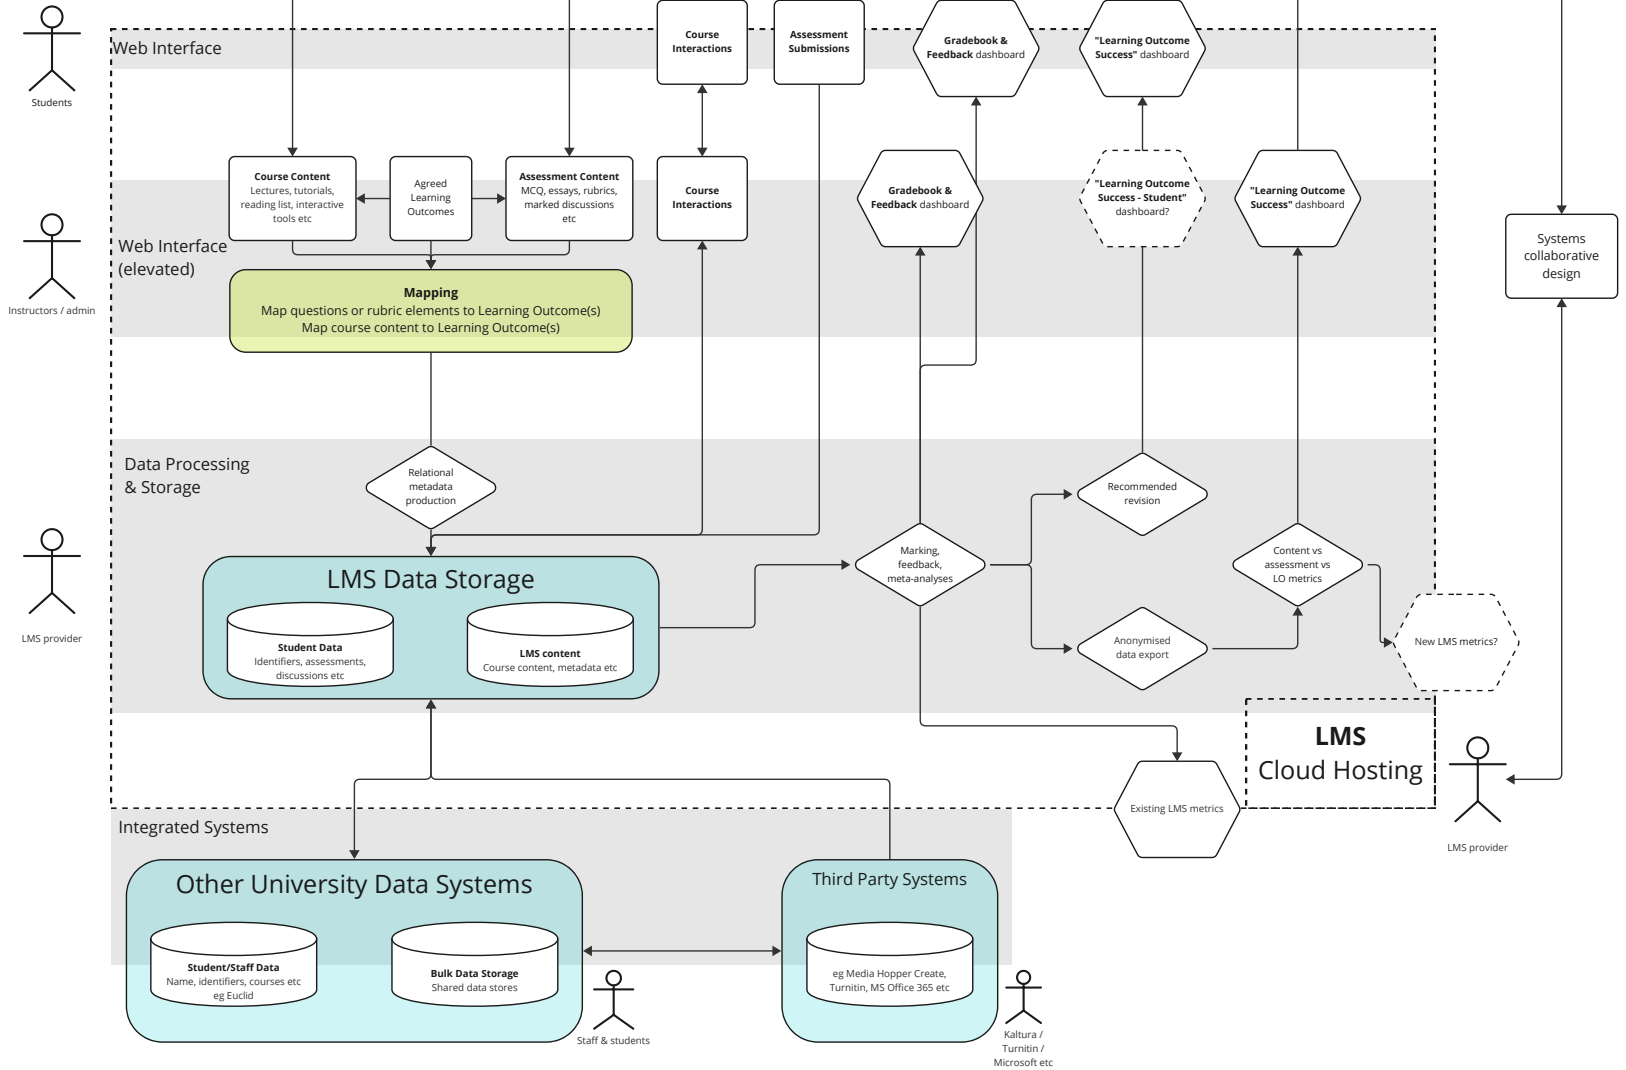 Students
Web Interface
Course
Interactions
Assessment
Submissions
Gradebook &
Feedback dashboard
"Learning Outcome
Success" dashboard
Instructors / admin
Web Interface
(elevated)
Course Content
Lectures, tutorials,
reading list, interactive
tools etc
Agreed
Learning
Outcomes
Assessment Content
MCQ, essays, rubrics,
marked discussions
etc
Course
Interactions
Gradebook &
Feedback dashboard
"Learning Outcome
Success - Student"
dashboard?
"Learning Outcome
Success" dashboard
Systems
collaborative
design
Mapping
Map questions or rubric elements to Learning Outcome(s)
Map course content to Learning Outcome(s)
Data Processing
& Storage
Relational
metadata
production
Recommended
revision
LMS provider
LMS Data Storage
Student Data
Identifiers, assessments,
discussions etc
LMS content
Course content, metadata etc
Marking,
feedback,
meta-analyses
Content vs
assessment vs
LO metrics
Anonymised
data export
New LMS metrics?
LMS
Cloud Hosting
Existing LMS metrics
LMS provider
Integrated Systems
Other University Data Systems
Student/Staff Data
Name, identifiers, courses etc
eg Euclid
Bulk Data Storage
Shared data stores
Staff & students
Third Party Systems
eg Media Hopper Create,
Turnitin, MS Office 365 etc
Kaltura /
Turnitin /
Microsoft etc